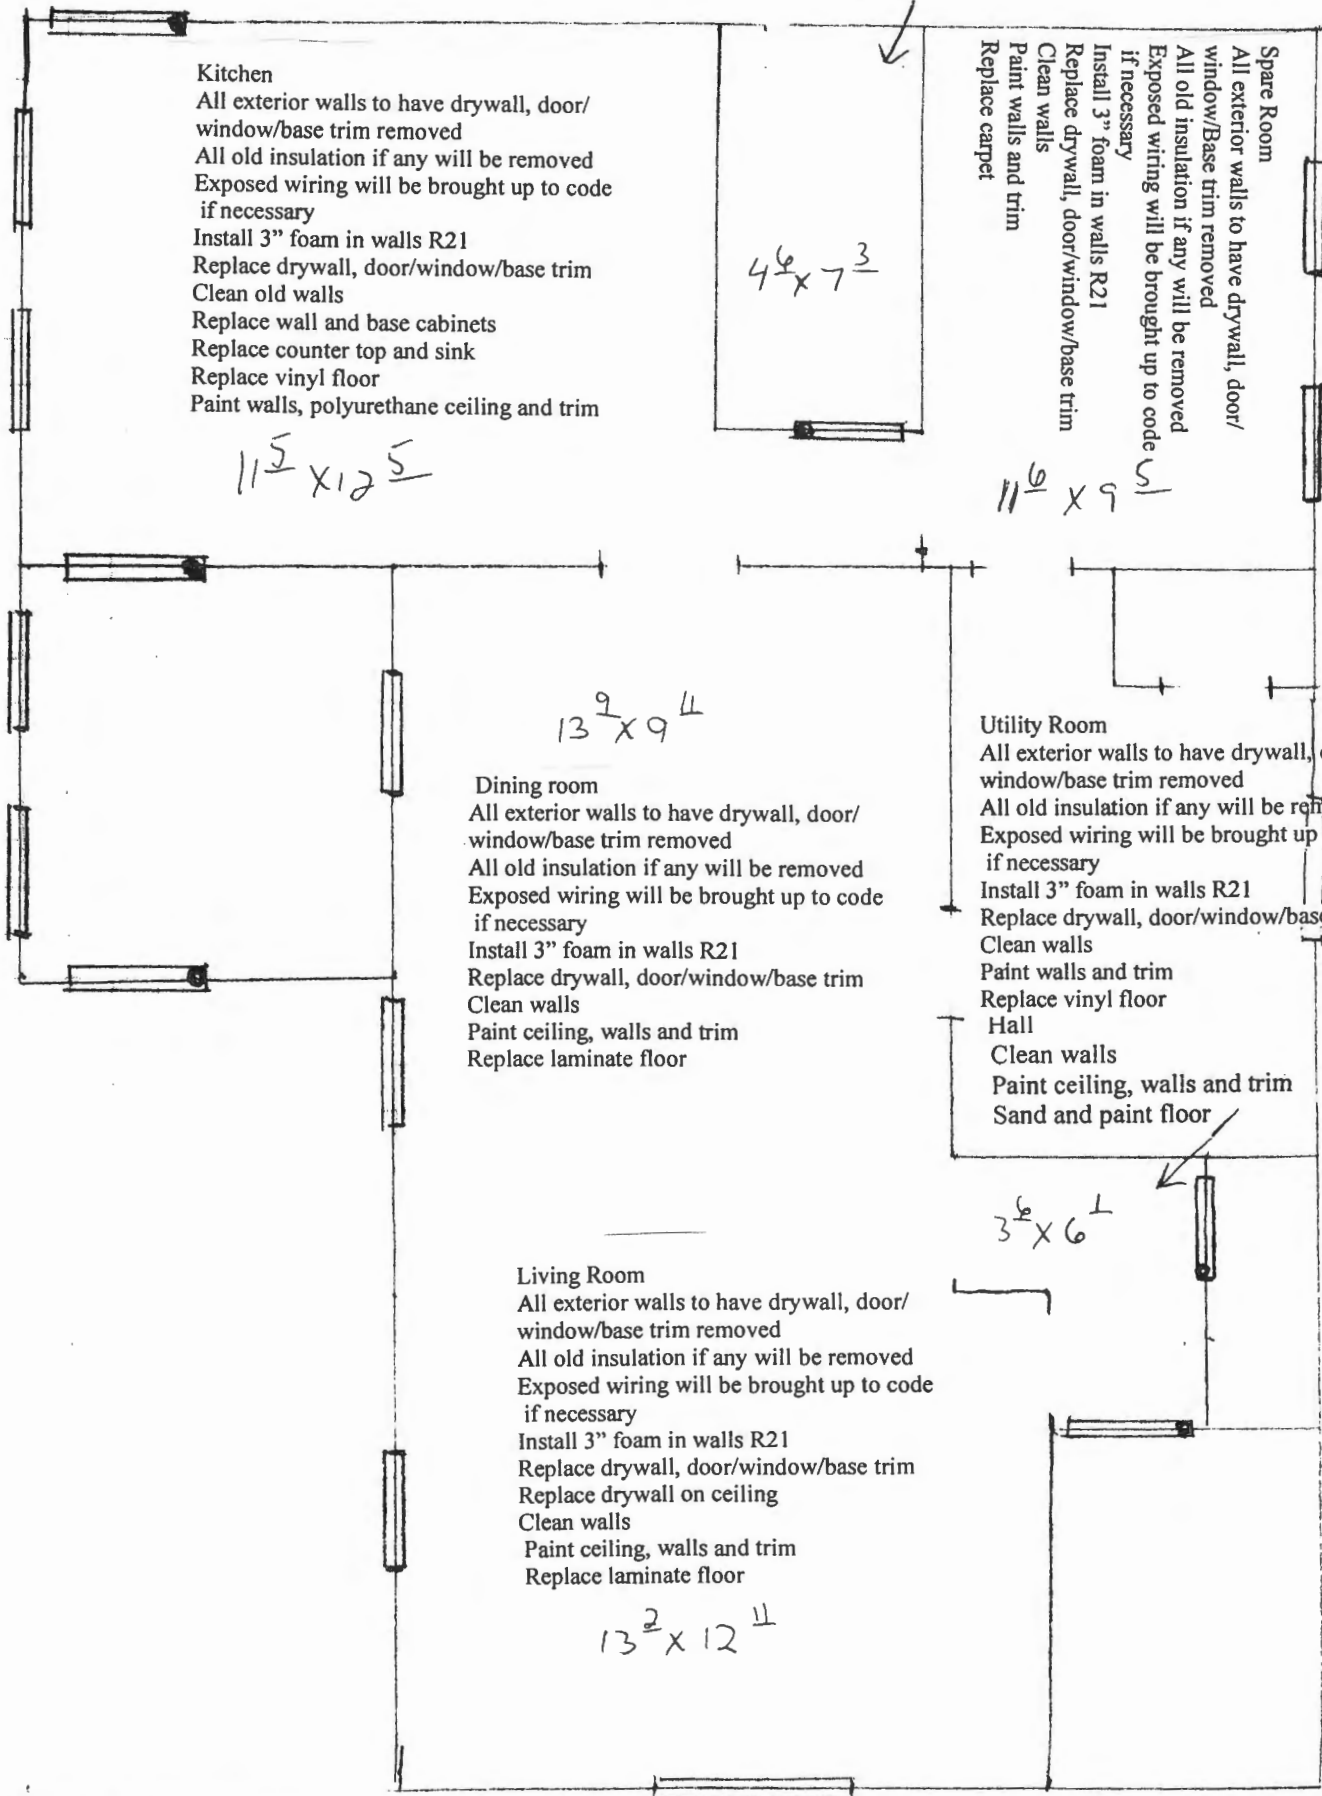 Kitchen
All exterior walls to have drywall, door/
window/base trim removed
All old insulation if any will be removed
Exposed wiring will be brought up to code
if necessary
Install 3” foam in walls R21
Replace drywall, door/window/base trim
Clean old walls
Replace wall and base cabinets
Replace counter top and sink
Replace vinyl floor
Paint walls, polyurethane ceiling and trim
11 5 x 12 5
4 6 x 7 3
Spare Room
All exterior walls to have drywall, door/
window/Base trim removed
All old insulation if any will be removed
Exposed wiring will be brought up to code
if necessary
Install 3” foam in walls R21
Replace drywall, door/window/base trim
Clean walls
Paint walls and trim
Replace carpet
11 6 x 9 5
13 9 x 9 11
Dining room
All exterior walls to have drywall, door/
window/base trim removed
All old insulation if any will be removed
Exposed wiring will be brought up to code
if necessary
Install 3” foam in walls R21
Replace drywall, door/window/base trim
Clean walls
Paint ceiling, walls and trim
Replace laminate floor
Utility Room
All exterior walls to have drywall,
window/base trim removed
All old insulation if any will be
Exposed wiring will be brought up
if necessary
Install 3” foam in walls R21
Replace drywall, door/window/base
Clean walls
Paint walls and trim
Replace vinyl floor
Hall
Clean walls
Paint ceiling, walls and trim
Sand and paint floor
3 6 x 6 1
Living Room
All exterior walls to have drywall, door/
window/base trim removed
All old insulation if any will be removed
Exposed wiring will be brought up to code
if necessary
Install 3” foam in walls R21
Replace drywall, door/window/base trim
Replace drywall on ceiling
Clean walls
Paint ceiling, walls and trim
Replace laminate floor
13 2 x 12 11